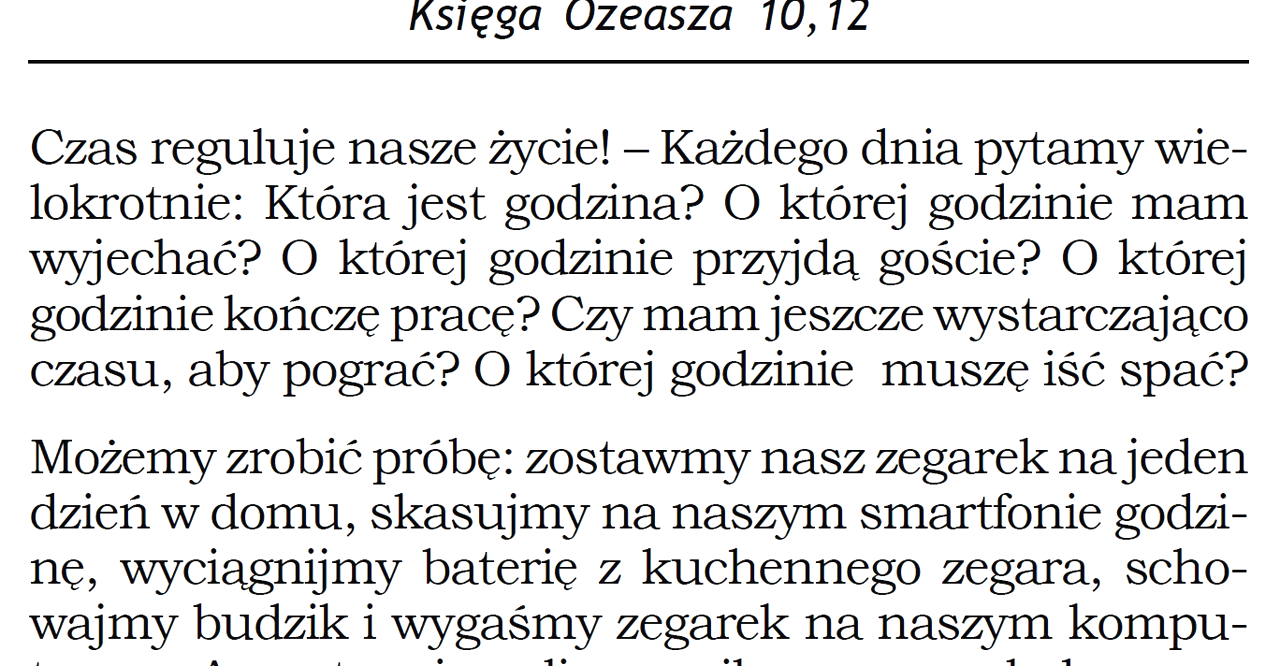 Księga Ozeasza 10,12
Czas reguluje nasze życie! – Każdego dnia pytamy wie-
lokrotnie: Która jest godzina? O której godzinie mam
wyjechać? O której godzinie przyjdą goście? O której
godzinie kończę pracę? Czy mam jeszcze wystarczająco
czasu, aby pograć? O której godzinie muszę iść spać?
Możemy zrobić próbę: zostawmy nasz zegarek na jeden
dzień w domu, skasujmy na naszym smartfonie godzi-
nę, wyciągnijmy baterię z kuchennego zegara, scho-
wajmy budzik i wygaśmy zegarek na naszym kompu-